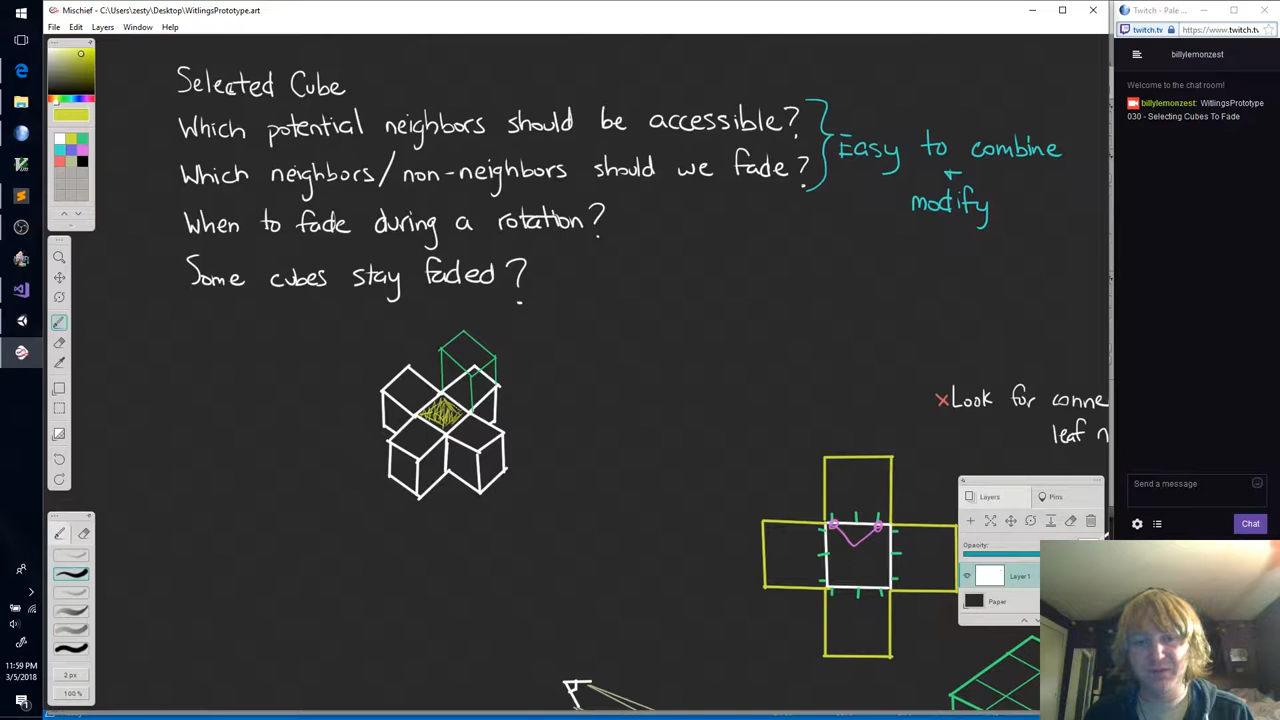 Mischief - C:\Users\zesty\Desktop\WitlingsPrototype.art
File Edit Layers Window Help
Selected Cube
Which potential neighbors should be accessible?
Which neighbors/non-neighbors should we fade?
When to fade during a rotation?
Some cubes stay faded?
Easy to combine
+
modify
×Look for conne
leaf n
Layers Pins
Opacity:
Layer1
Paper
2 px
100 %
11:59 PM
3/5/2018
Twitch - Pale
twitch.tv https://www.twitch.tv
billylemonzest
Welcome to the chat room!
billylemonzest: WitlingsPrototype
030 - Selecting Cubes To Fade
Send a message
Chat